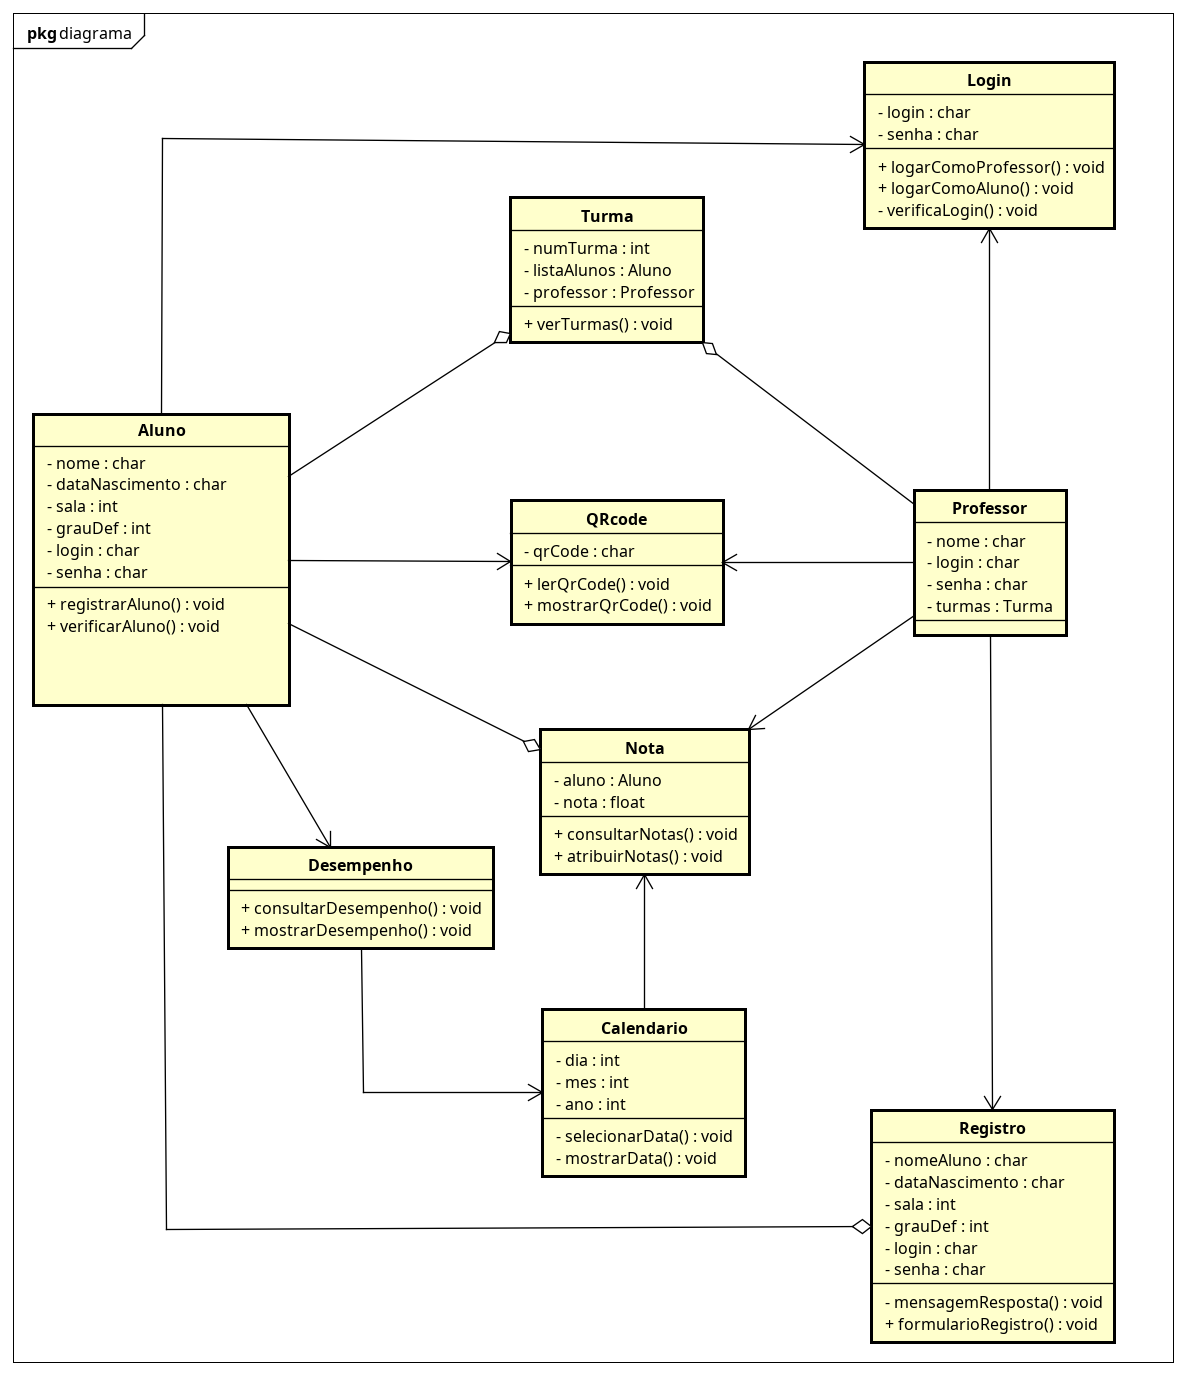 pkg diagrama
Login
- login : char
- senha : char
+ logarComoProfessor() : void
+ logarComoAluno() : void
- verificaLogin() : void
Turma
- numTurma : int
- listaAlunos : Aluno
- professor : Professor
+ verTurmas() : void
Aluno
- nome : char
- dataNascimento : char
- sala : int
- grauDef : int
- login : char
- senha : char
+ registrarAluno() : void
+ verificarAluno() : void
QRcode
- qrCode : char
+ lerQrCode() : void
+ mostrarQrCode() : void
Professor
- nome : char
- login : char
- senha : char
- turmas : Turma
Nota
- aluno : Aluno
- nota : float
+ consultarNotas() : void
+ atribuirNotas() : void
Desempenho
+ consultarDesempenho() : void
+ mostrarDesempenho() : void
Calendario
- dia : int
- mes : int
- ano : int
- selecionarData() : void
- mostrarData() : void
Registro
- nomeAluno : char
- dataNascimento : char
- sala : int
- grauDef : int
- login : char
- senha : char
- mensagemResposta() : void
+ formularioRegistro() : void